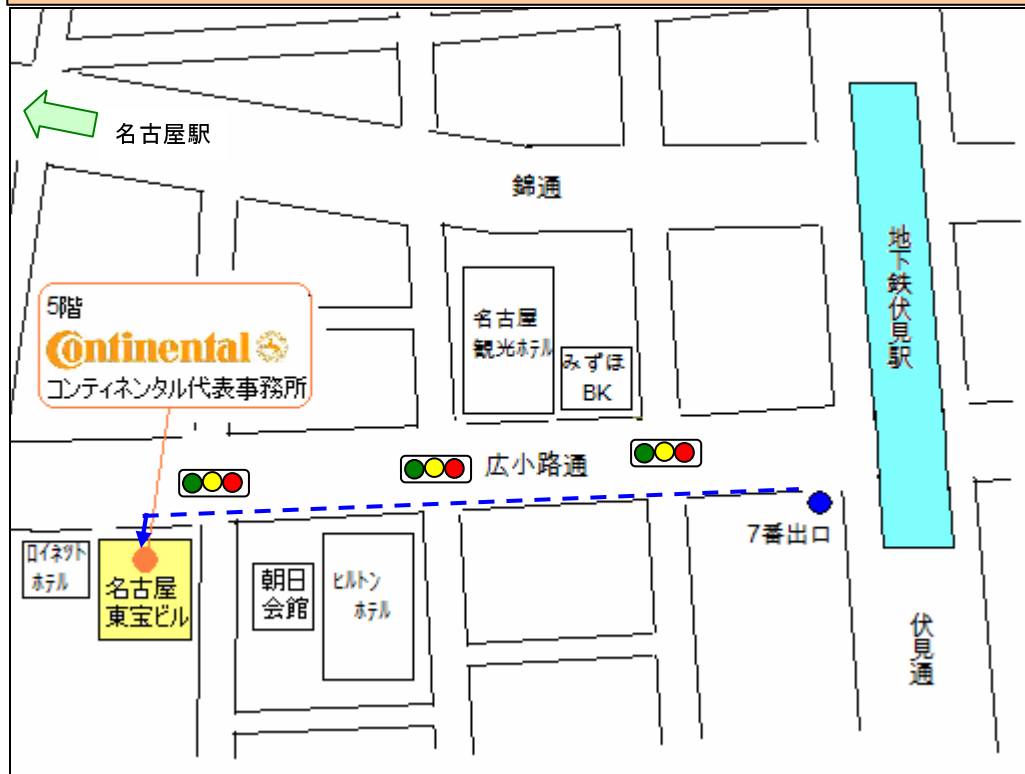 名古屋駅
錦通
地下鉄伏見駅
5階
Continental
コンティネンタル代表事務所
名古屋
観光ホテル
みずほ
BK
広小路通
7番出口
ロイネット
ホテル
名古屋
東宝ビル
朝日
会館
ヒルトン
ホテル
伏見通